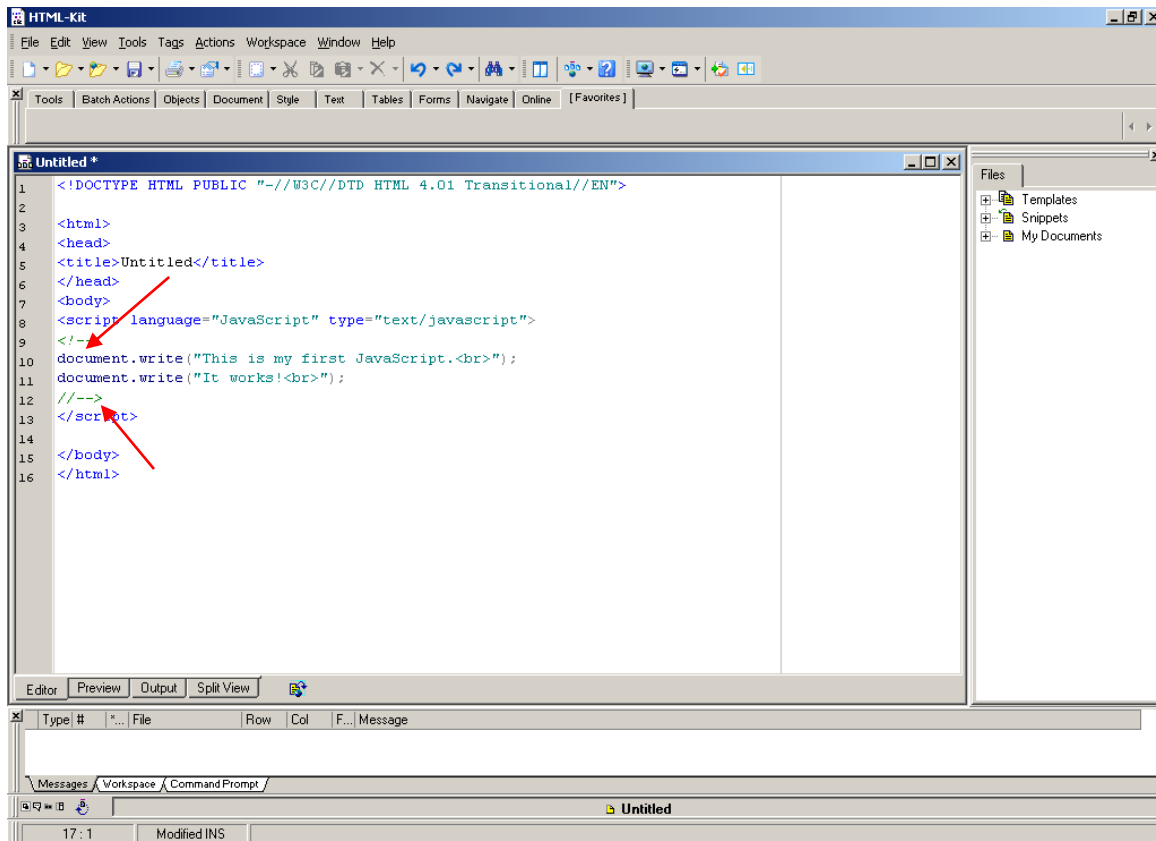 HTML-Kit
File Edit View Tools Tags Actions Workspace Window Help
Tools Batch Actions Objects Document Style Text Tables Forms Navigate Online [Favorites]
Untitled *
Files
Templates
Snippets
My Documents
1 <!DOCTYPE HTML PUBLIC "-//W3C//DTD HTML 4.01 Transitional//EN">
2
3 <html>
4 <head>
5 <title>Untitled</title>
6 </head>
7 <body>
8 <script language="JavaScript" type="text/javascript">
9 <!--
10 document.write("This is my first JavaScript.<br>");
11 document.write("It works!<br>");
12 //-->
13 </script>
14
15 </body>
16 </html>
Editor Preview Output Split View
Type # *... File Row Col F... Message
Messages Workspace Command Prompt
Untitled
17 : 1 Modified INS